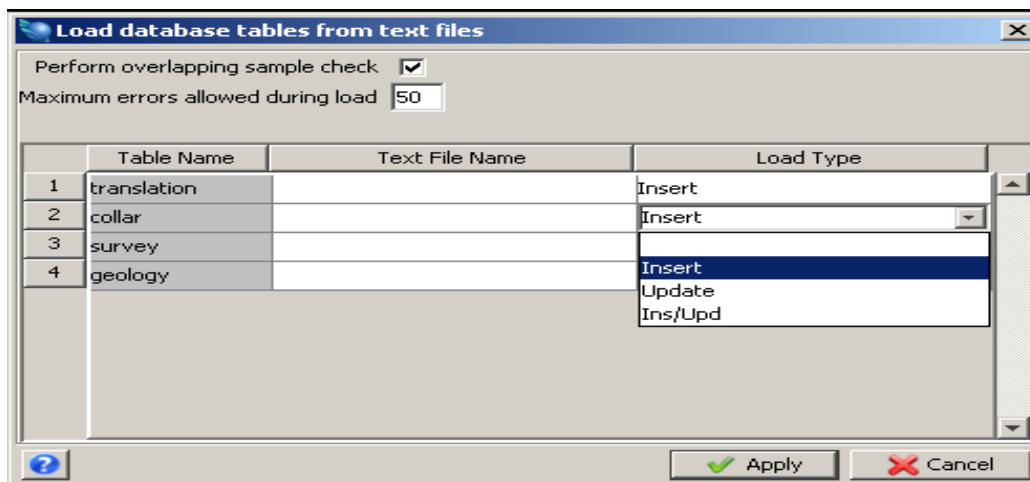 Load database tables from text files
Perform overlapping sample check
Maximum errors allowed during load 50
Table Name Text File Name Load Type
1 translation Insert
2 collar Insert
3 survey
4 geology
Insert
Update
Ins/Upd
? Apply Cancel